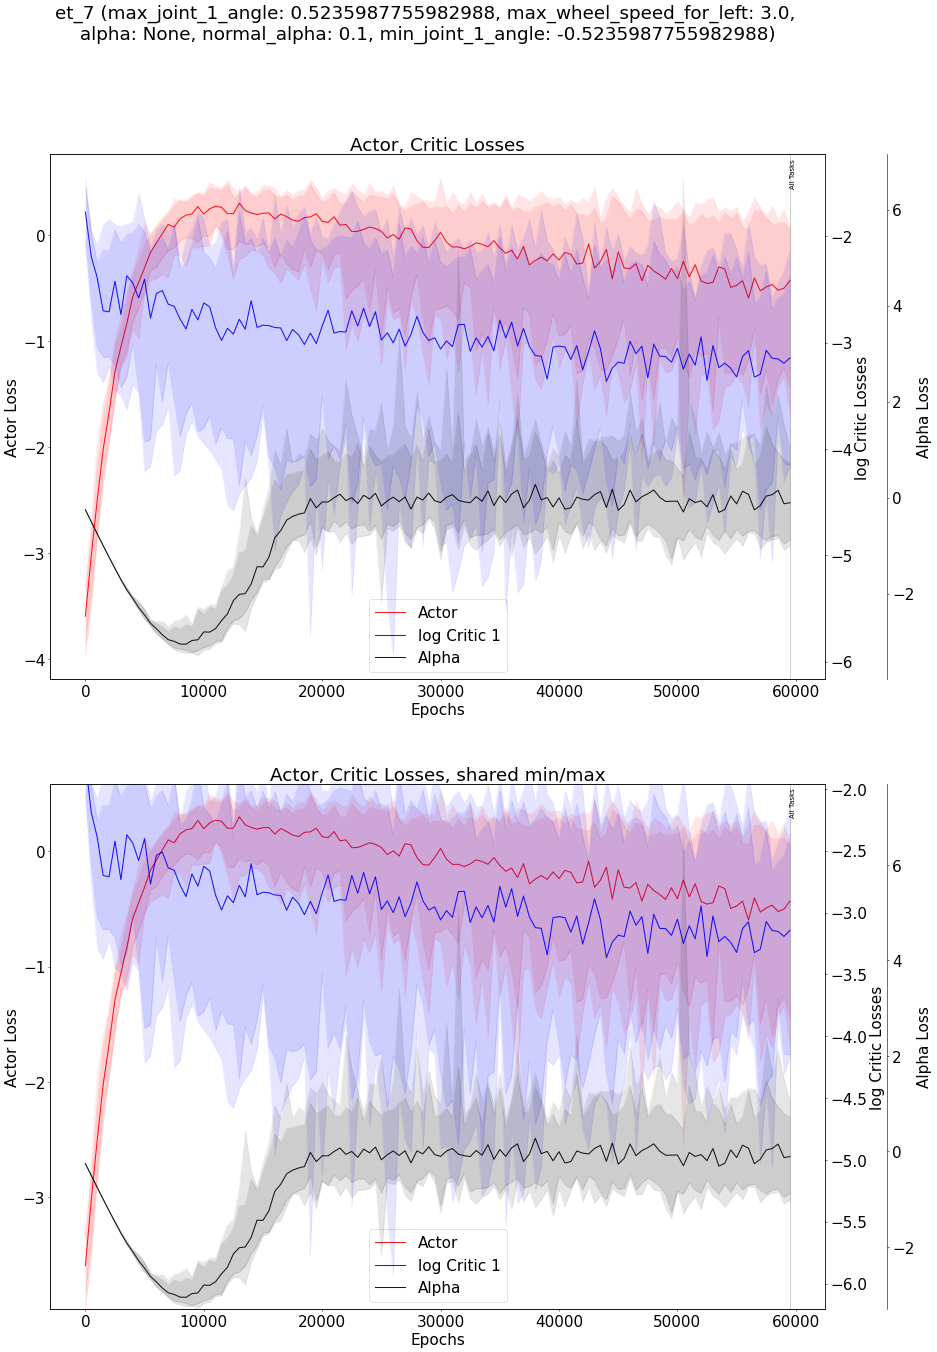 et_7 (max_joint_1_angle: 0.5235987755982988, max_wheel_speed_for_left: 3.0,
alpha: None, normal_alpha: 0.1, min_joint_1_angle: -0.5235987755982988)
Actor, Critic Losses
All Tasks
0
−1
−2
−3
−4
Actor Loss
−2
−3
−4
−5
−6
log Critic Losses
6
4
2
0
−2
Alpha Loss
Actor
log Critic 1
Alpha
0 10000 20000 30000 40000 50000 60000
Epochs
Actor, Critic Losses, shared min/max
All Tasks
0
−1
−2
−3
Actor Loss
−2.0
−2.5
−3.0
−3.5
−4.0
−4.5
−5.0
−5.5
−6.0
log Critic Losses
6
4
2
0
−2
Alpha Loss
Actor
log Critic 1
Alpha
0 10000 20000 30000 40000 50000 60000
Epochs